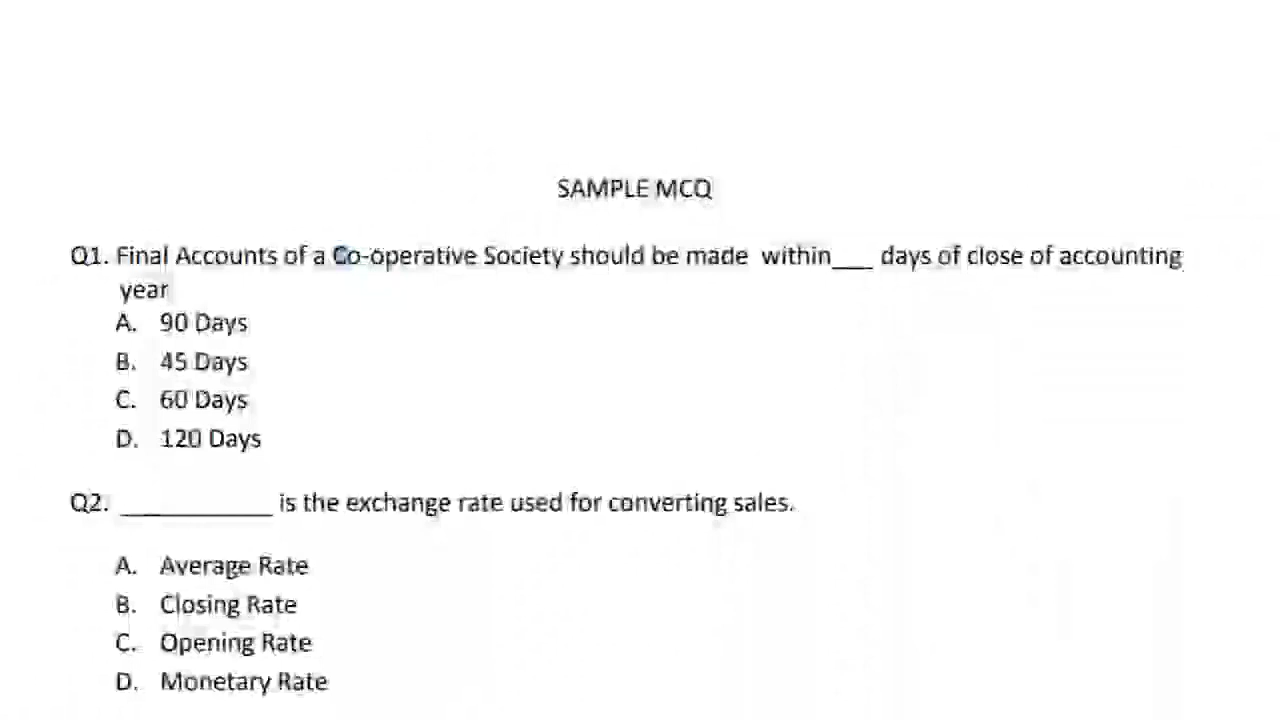 SAMPLE MCQ
Q1. Final Accounts of a Co-operative Society should be made within___ days of close of accounting
year
A. 90 Days
B. 45 Days
C. 60 Days
D. 120 Days
Q2. ___________ is the exchange rate used for converting sales.
A. Average Rate
B. Closing Rate
C. Opening Rate
D. Monetary Rate